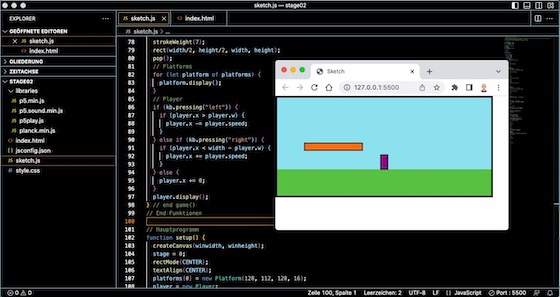 sketch.js — stage02
EXPLORER
GEÖFFNETE EDITOREN
JS sketch.js
index.html
GLIEDERUNG
ZEITACHSE
STAGE02
libraries
JS p5.min.js
JS p5.sound.min.js
JS p5play.js
JS planck.min.js
index.html
{} jsconfig.json
JS sketch.js
# style.css
JS sketch.js
index.html
JS sketch.js > ...
78 strokeWeight(7);
79 rect(width/2, height/2, width, height);
80 pop();
81 // Platforms
82 for (let platform of platforms) {
83 platform.display();
84 }
85 // Player
86 if (kb.pressing("left")) {
87 if (player.x > player.w) {
88 player.x -= player.speed;
89 }
90 } else if (kb.pressing("right")) {
91 if (player.x < width - player.w) {
92 player.x += player.speed;
93 }
94 } else {
95 player.x += 0;
96 }
97 player.display();
98 } // end game()
99 // End Funktionen
100
101 // Hauptprogramm
102 function setup() {
103 createCanvas(winwidth, winheight);
104 stage = 0;
105 rectMode(CENTER);
106 textAlign(CENTER);
107 platforms[0] = new Platform(128, 112, 128, 16);
108 player = new Player;
Sketch
127.0.0.1:5500
0 0
Zeile 100, Spalte 1
Leerzeichen: 2
UTF-8
LF
{} JavaScript
Port : 5500